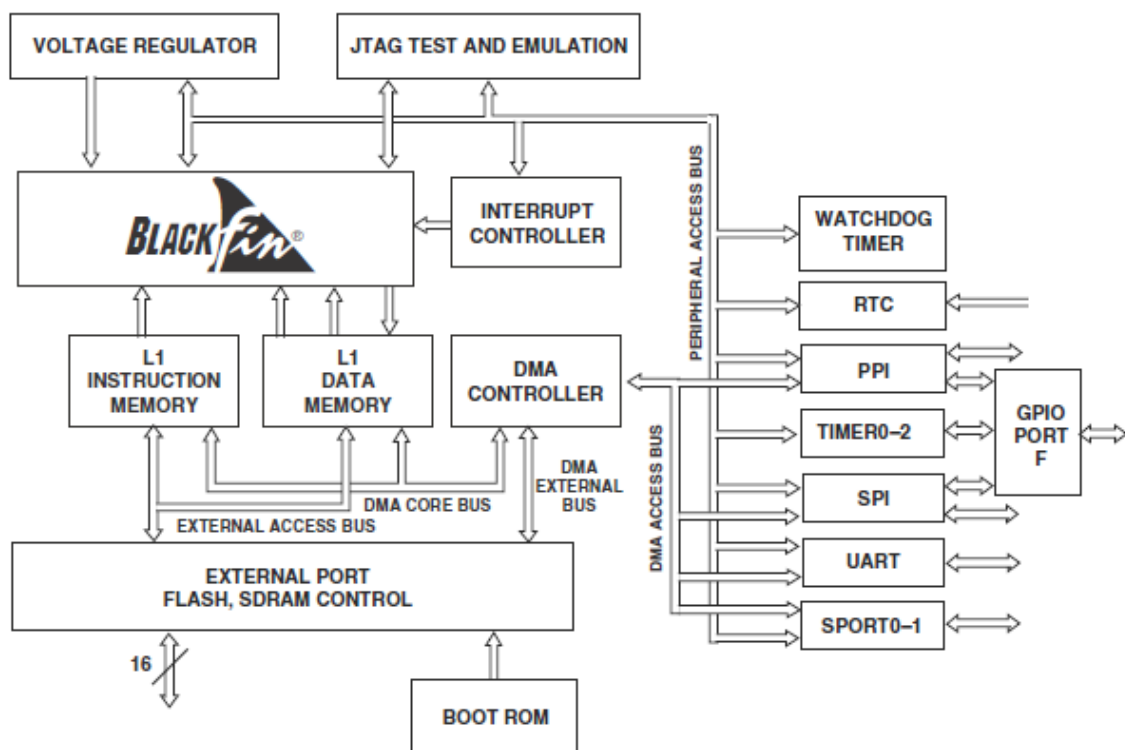 VOLTAGE REGULATOR
JTAG TEST AND EMULATION
BLACKfin®
INTERRUPT
CONTROLLER
PERIPHERAL ACCESS BUS
WATCHDOG
TIMER
RTC
L1
INSTRUCTION
MEMORY
L1
DATA
MEMORY
DMA
CONTROLLER
PPI
GPIO
PORT
F
TIMER0–2
DMA CORE BUS
EXTERNAL ACCESS BUS
DMA
EXTERNAL
BUS
DMA ACCESS BUS
SPI
UART
SPORT0–1
EXTERNAL PORT
FLASH, SDRAM CONTROL
16
BOOT ROM